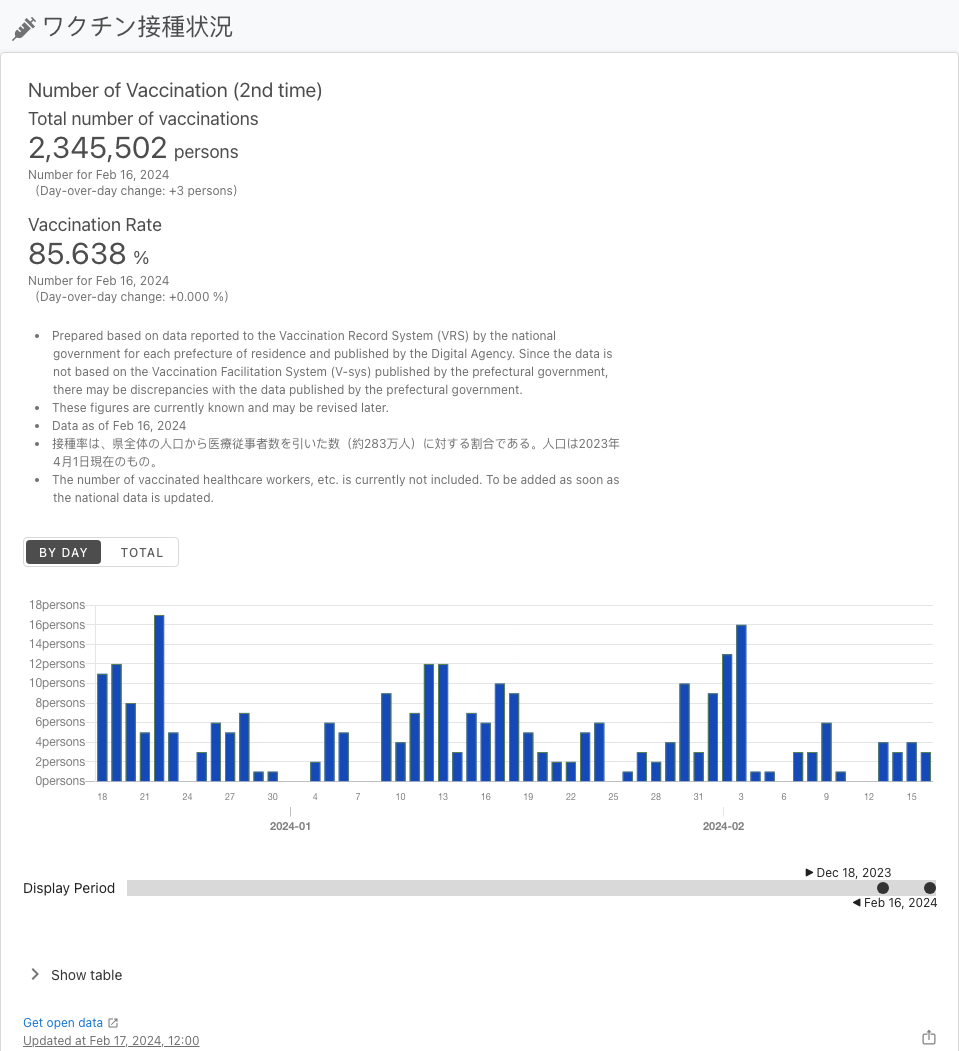 ワクチン接種状況
Number of Vaccination (2nd time)
Total number of vaccinations
2,345,502 persons
Number for Feb 16, 2024
(Day-over-day change: +3 persons)
Vaccination Rate
85.638 %
Number for Feb 16, 2024
(Day-over-day change: +0.000 %)
• Prepared based on data reported to the Vaccination Record System (VRS) by the national
government for each prefecture of residence and published by the Digital Agency. Since the data is
not based on the Vaccination Facilitation System (V-sys) published by the prefectural government,
there may be discrepancies with the data published by the prefectural government.
• These figures are currently known and may be revised later.
• Data as of Feb 16, 2024
• 接種率は、県全体の人口から医療従事者数を引いた数（約283万人）に対する割合である。人口は2023年
4月1日現在のもの。
• The number of vaccinated healthcare workers, etc. is currently not included. To be added as soon as
the national data is updated.
BY DAY TOTAL
18persons
16persons
14persons
12persons
10persons
8persons
6persons
4persons
2persons
0persons
18 21 24 27 30 4 7 10 13 16 19 22 25 28 31 3 6 9 12 15
2024-01 2024-02
▶ Dec 18, 2023
Display Period
◀ Feb 16, 2024
Show table
Get open data
Updated at Feb 17, 2024, 12:00